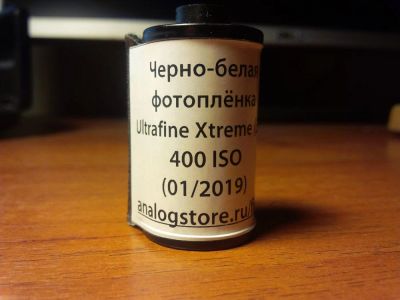 Черно-белая
фотоплёнка
Ultrafine Xtreme
400 ISO
(01/2019)
analogstore.ru/